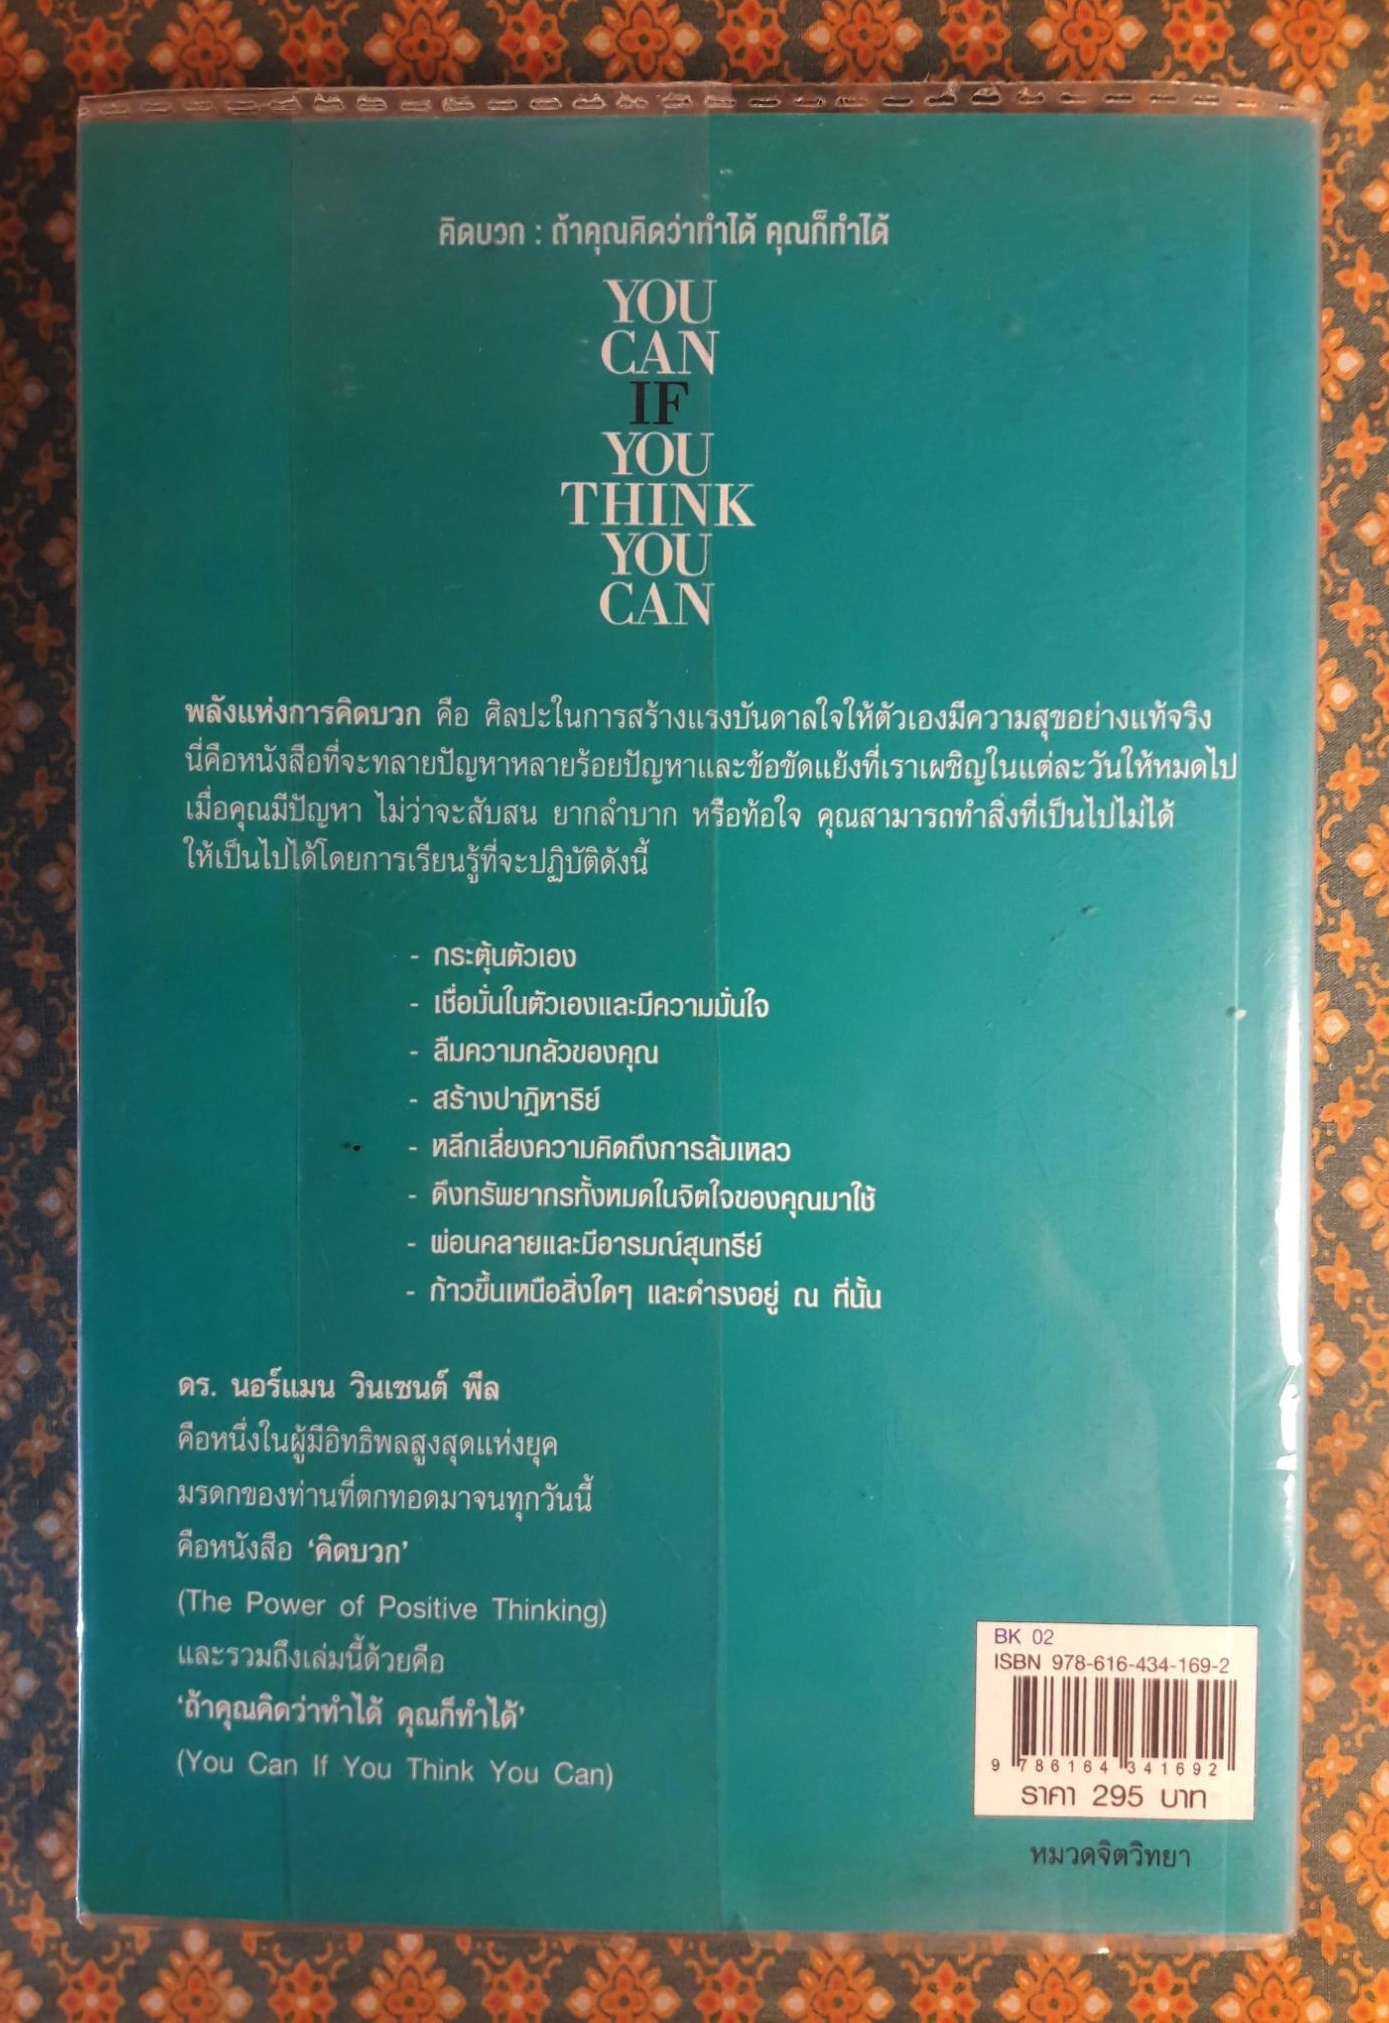 คิดบวก : ถ้าคุณคิดว่าทำได้ คุณก็ทำได้
YOU
CAN
IF
YOU
THINK
YOU
CAN
พลังแห่งการคิดบวก คือ ศิลปะในการสร้างแรงบันดาลใจให้ตัวเองมีความสุขอย่างแท้จริง
นี่คือหนังสือที่จะทลายปัญหาหลายร้อยปัญหาและข้อขัดแย้งที่เราเผชิญในแต่ละวันให้หมดไป
เมื่อคุณมีปัญหา ไม่ว่าจะสับสน ยากลำบาก หรือท้อใจ คุณสามารถทำสิ่งที่เป็นไปไม่ได้
ให้เป็นไปได้โดยการเรียนรู้ที่จะปฏิบัติดังนี้
- กระตุ้นตัวเอง
- เชื่อมั่นในตัวเองและมีความมั่นใจ
- ลืมความกลัวของคุณ
- สร้างปาฏิหาริย์
- หลีกเลี่ยงความคิดถึงการล้มเหลว
- ดึงทรัพยากรทั้งหมดในจิตใจของคุณมาใช้
- ผ่อนคลายและมีอารมณ์สุนทรีย์
- ก้าวขึ้นเหนือสิ่งใดๆ และดำรงอยู่ ณ ที่นั้น
ดร. นอร์แมน วินเซนต์ พีล
คือหนึ่งในผู้มีอิทธิพลสูงสุดแห่งยุค
มรดกของท่านที่ตกทอดมาจนทุกวันนี้
คือหนังสือ ‘คิดบวก’
(The Power of Positive Thinking)
และรวมถึงเล่มนี้ด้วยคือ
‘ถ้าคุณคิดว่าทำได้ คุณก็ทำได้’
(You Can If You Think You Can)
BK 02
ISBN 978-616-434-169-2
9 786164 341692
ราคา 295 บาท
หมวดจิตวิทยา